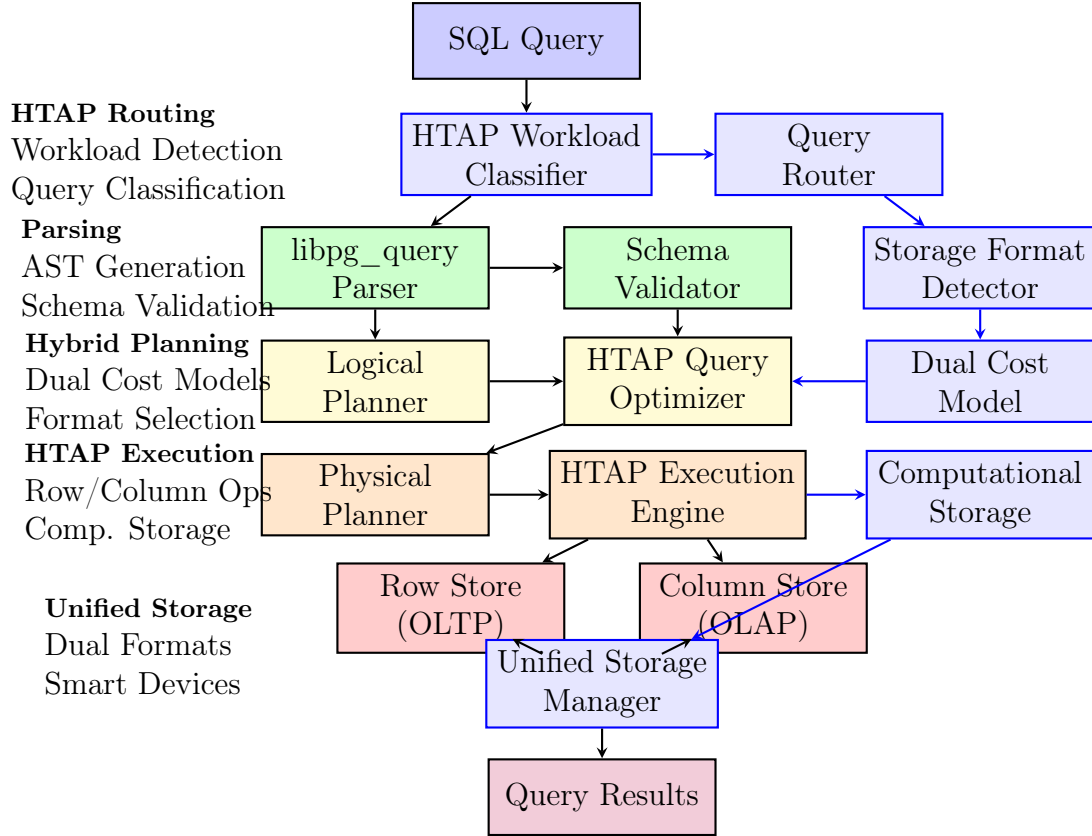 SQL Query
HTAP Routing
Workload Detection
Query Classification
HTAP Workload
Classifier
Query
Router
Parsing
AST Generation
Schema Validation
libpg_query
Parser
Schema
Validator
Storage Format
Detector
Hybrid Planning
Dual Cost Models
Format Selection
Logical
Planner
HTAP Query
Optimizer
Dual Cost
Model
HTAP Execution
Row/Column Ops
Comp. Storage
Physical
Planner
HTAP Execution
Engine
Computational
Storage
Row Store
(OLTP)
Column Store
(OLAP)
Unified Storage
Dual Formats
Smart Devices
Unified Storage
Manager
Query Results